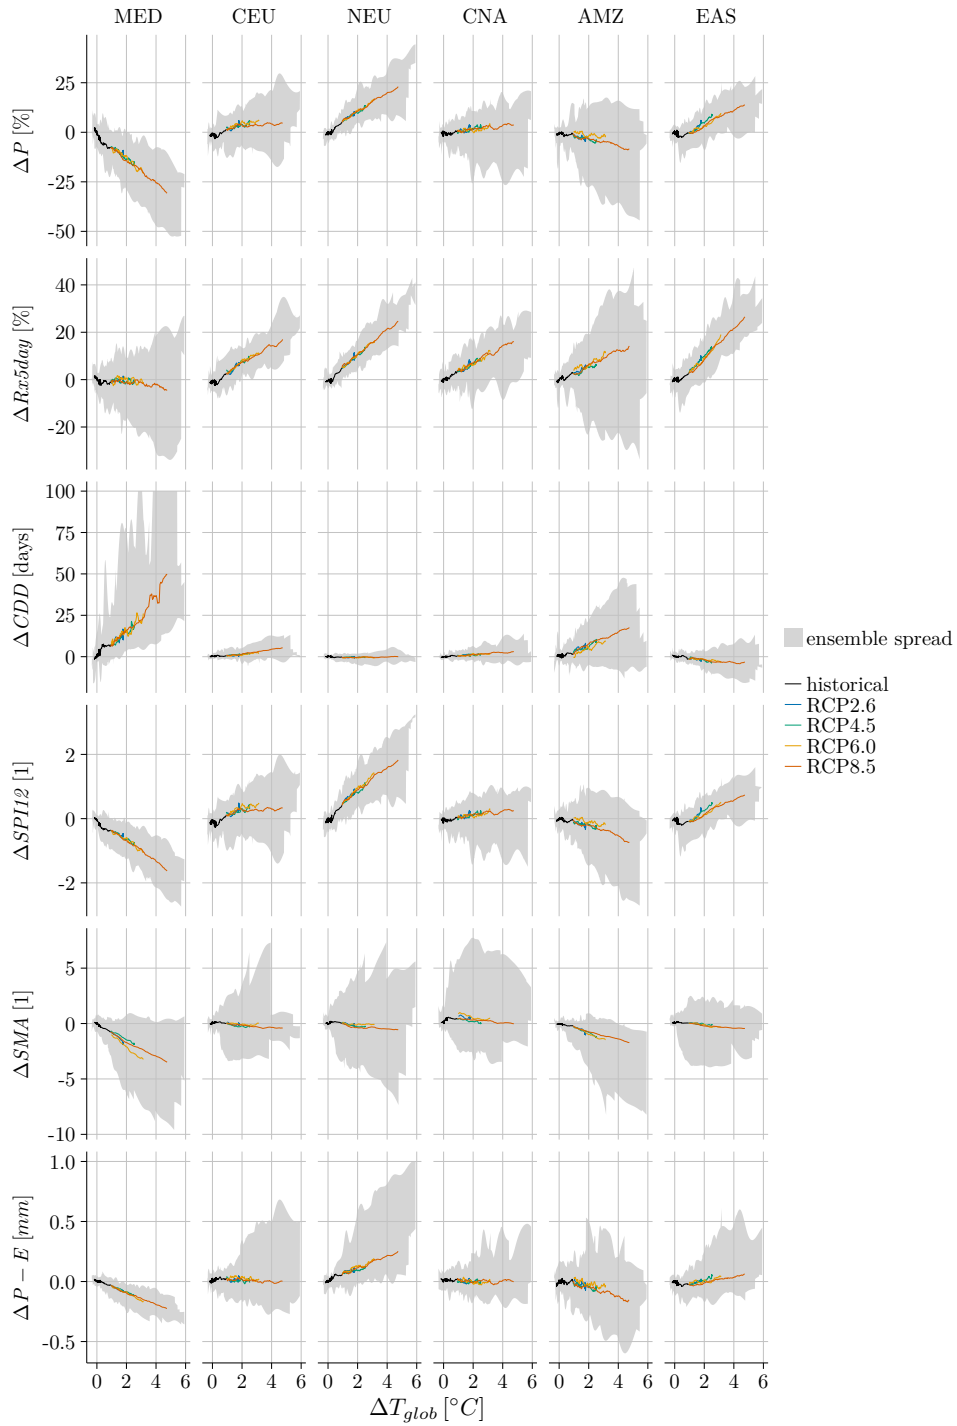 MED CEU NEU CNA AMZ EAS
ΔP [%]
25
0
-25
-50
ΔRx5day [%]
40
20
0
-20
ΔCDD [days]
100
75
50
25
0
ΔSPI12 [1]
2
0
-2
ΔSMA [1]
5
0
-5
-10
ΔP − E [mm]
1.0
0.5
0.0
-0.5
0 2 4 6 0 2 4 6 0 2 4 6 0 2 4 6 0 2 4 6 0 2 4 6
ΔT_glob [°C]
ensemble spread
historical
RCP2.6
RCP4.5
RCP6.0
RCP8.5